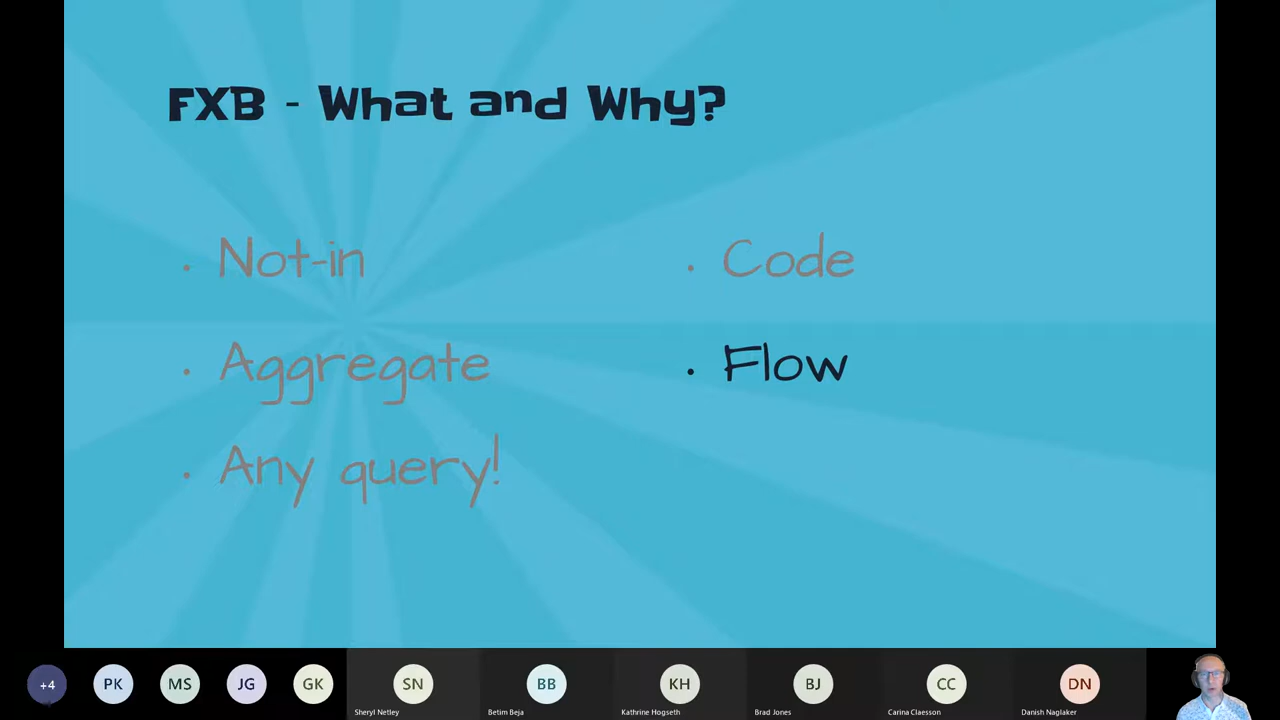 FXB - What and Why?
• Not-in
• Aggregate
• Any query!
• Code
• Flow
+4
PK
MS
JG
GK
SN
BB
KH
BJ
CC
DN
Sheryl Netley
Betim Beja
Kathrine Hogseth
Brad Jones
Carina Claesson
Danish Naglaker